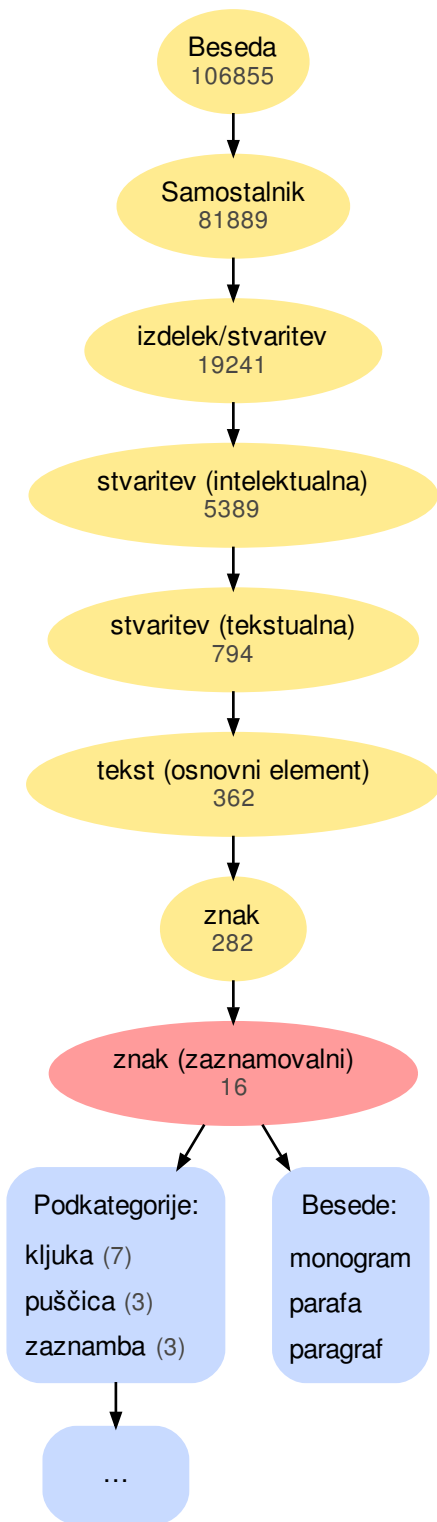 Beseda
106855
Samostalnik
81889
izdelek/stvaritev
19241
stvaritev (intelektualna)
5389
stvaritev (tekstualna)
794
tekst (osnovni element)
362
znak
282
znak (zaznamovalni)
16
Podkategorije:
kljuka (7)
puščica (3)
zaznamba (3)
Besede:
monogram
parafa
paragraf
...